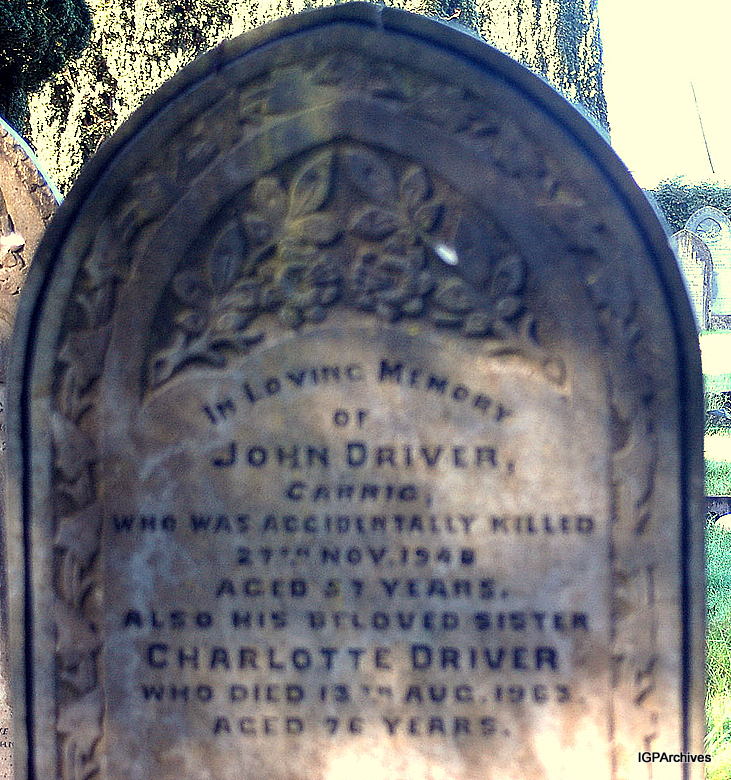 IN LOVING MEMORY
OF
JOHN DRIVER,
CARRIG,
WHO WAS ACCIDENTALLY KILLED
27TH NOV. 1948
AGED 57 YEARS.
ALSO HIS BELOVED SISTER
CHARLOTTE DRIVER
WHO DIED 13TH AUG. 1963.
AGED 76 YEARS.
IGPArchives